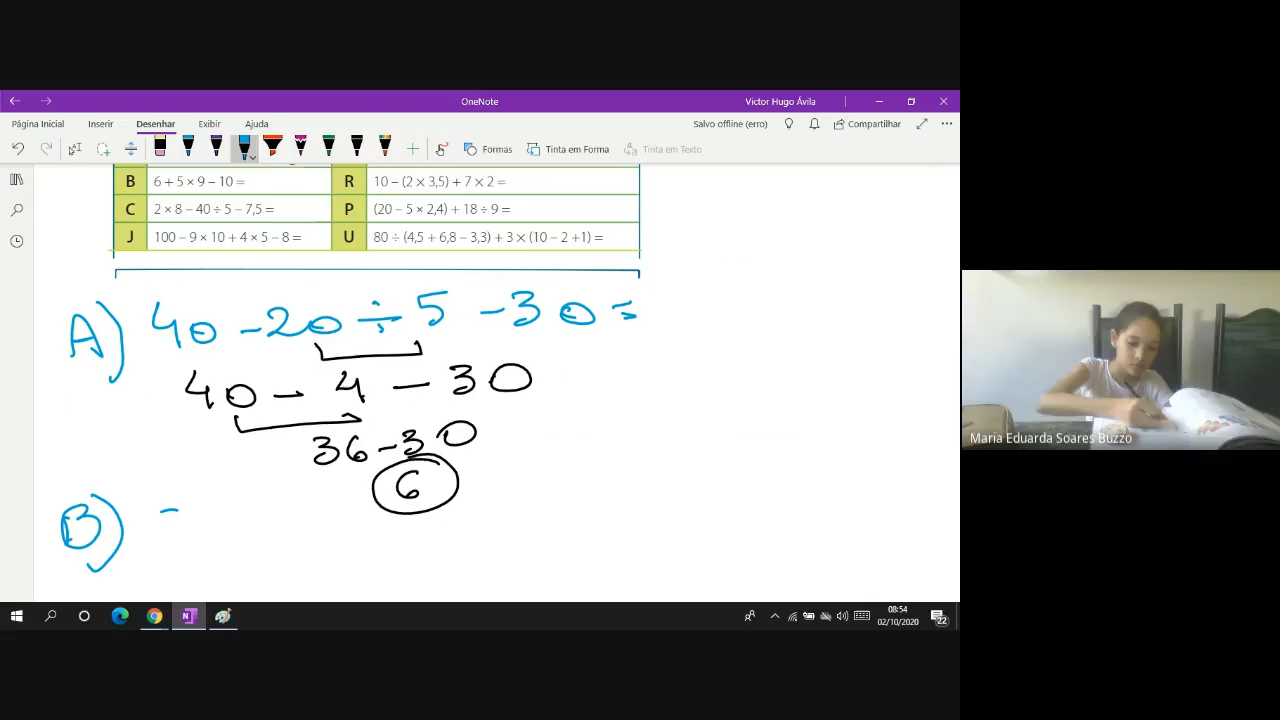 OneNote
Victor Hugo Ávila
Página Inicial Inserir Desenhar Exibir Ajuda
Salvo offline (erro) Compartilhar
Formas Tinta em Forma Tinta em Texto
B 6 + 5 × 9 – 10 = R 10 – (2 × 3,5) + 7 × 2 =
C 2 × 8 – 40 ÷ 5 – 7,5 = P (20 – 5 × 2,4) + 18 ÷ 9 =
J 100 – 9 × 10 + 4 × 5 – 8 = U 80 ÷ (4,5 + 6,8 – 3,3) + 3 × (10 – 2 +1) =
A) 40 - 20 ÷ 5 - 30 =
40 - 4 - 30
36 - 30
6
B)
Maria Eduarda Soares Buzzo
08:54
02/10/2020
22